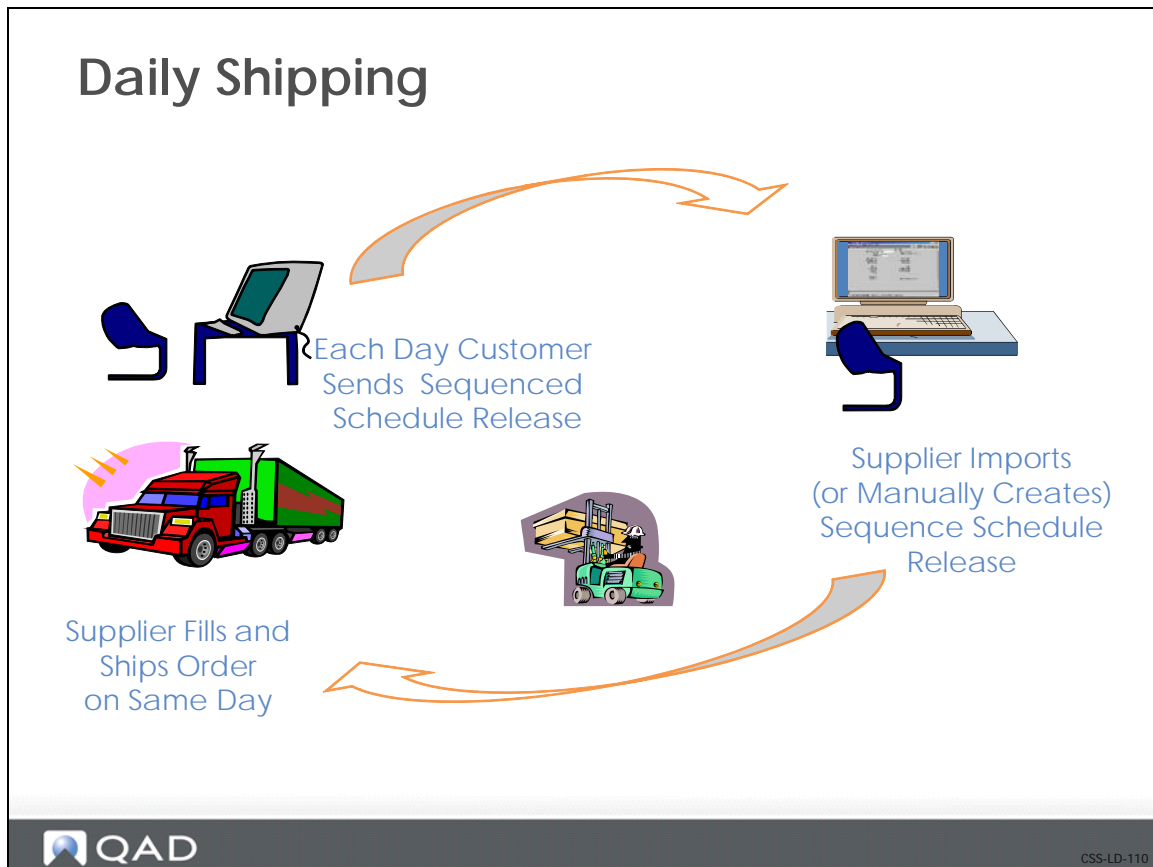 Daily Shipping
Each Day Customer
Sends Sequenced
Schedule Release
Supplier Imports
(or Manually Creates)
Sequence Schedule
Release
Supplier Fills and
Ships Order
on Same Day
QAD
CSS-LD-110